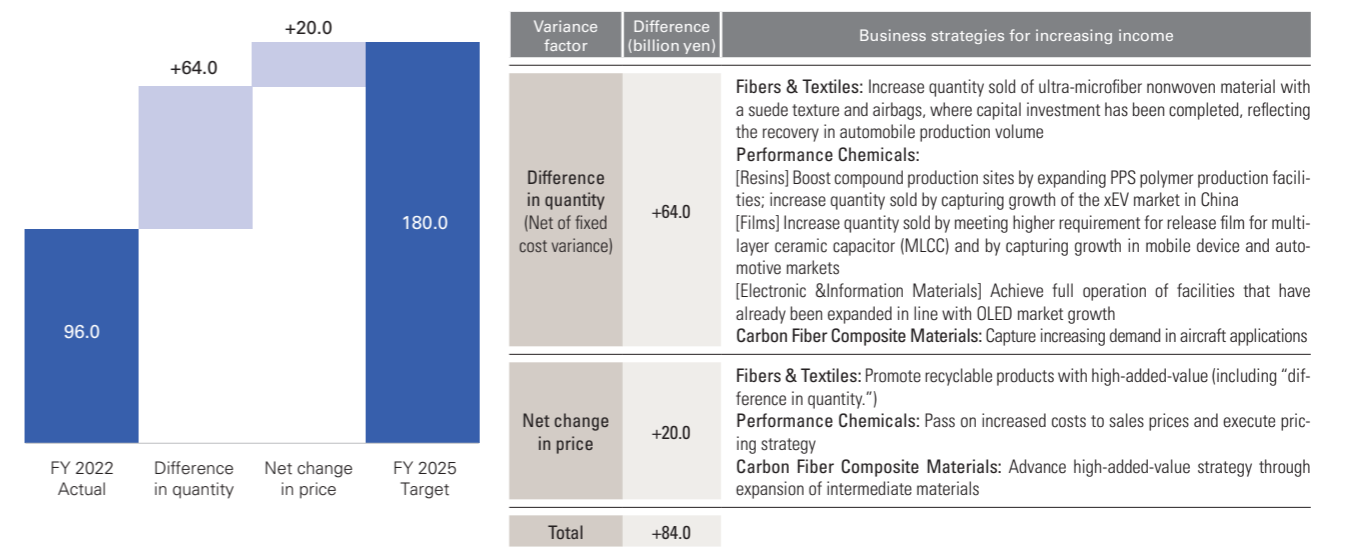 +20.0
+64.0
180.0
96.0
FY 2022
Actual
Difference
in quantity
Net change
in price
FY 2025
Target
Variance
factor
Difference
(billion yen)
Business strategies for increasing income
Difference
in quantity
(Net of fixed
cost variance)
+64.0
Fibers & Textiles: Increase quantity sold of ultra-microfiber nonwoven material with
a suede texture and airbags, where capital investment has been completed, reflecting
the recovery in automobile production volume
Performance Chemicals:
[Resins] Boost compound production sites by expanding PPS polymer production facili-
ties; increase quantity sold by capturing growth of the xEV market in China
[Films] Increase quantity sold by meeting higher requirement for release film for multi-
layer ceramic capacitor (MLCC) and by capturing growth in mobile device and auto-
motive markets
[Electronic &Information Materials] Achieve full operation of facilities that have
already been expanded in line with OLED market growth
Carbon Fiber Composite Materials: Capture increasing demand in aircraft applications
Net change
in price
+20.0
Fibers & Textiles: Promote recyclable products with high-added-value (including “dif-
ference in quantity.”)
Performance Chemicals: Pass on increased costs to sales prices and execute pric-
ing strategy
Carbon Fiber Composite Materials: Advance high-added-value strategy through
expansion of intermediate materials
Total
+84.0